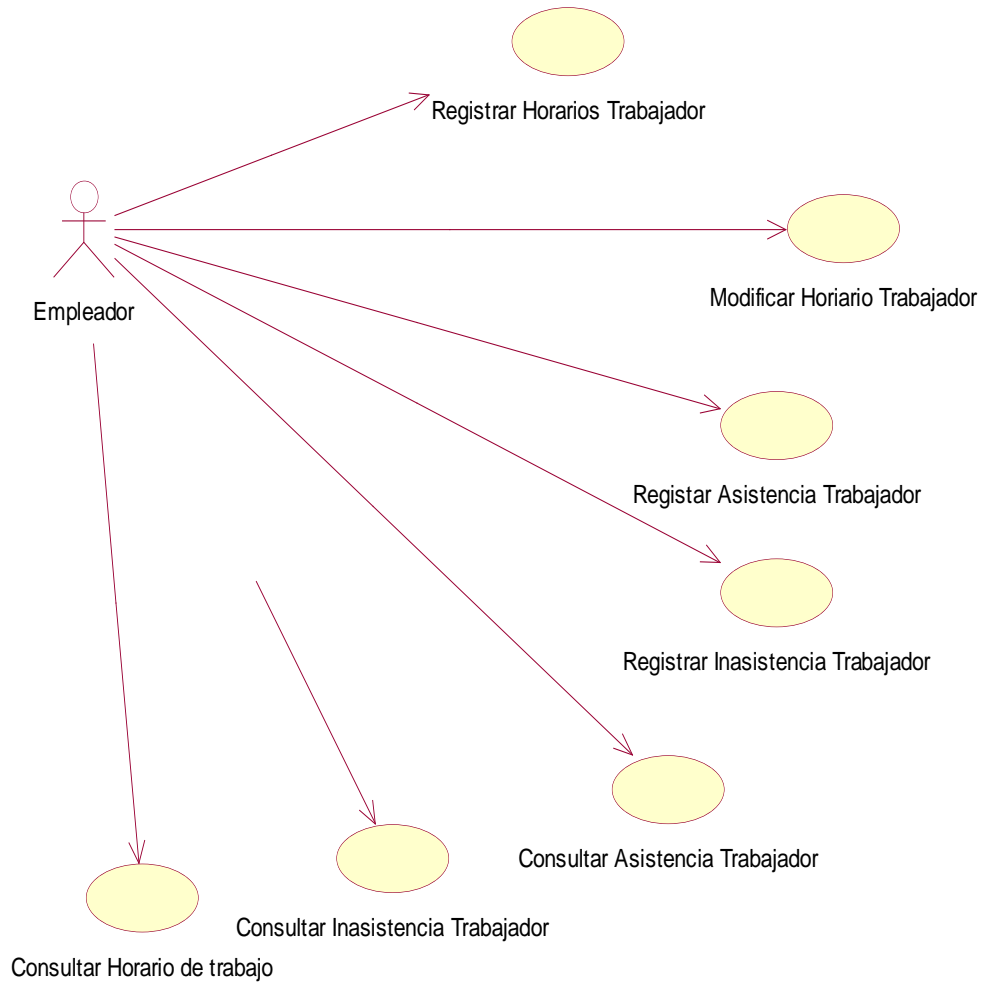 Registrar Horarios Trabajador
Empleador
Modificar Horiario Trabajador
Registar Asistencia Trabajador
Registrar Inasistencia Trabajador
Consultar Asistencia Trabajador
Consultar Inasistencia Trabajador
Consultar Horario de trabajo